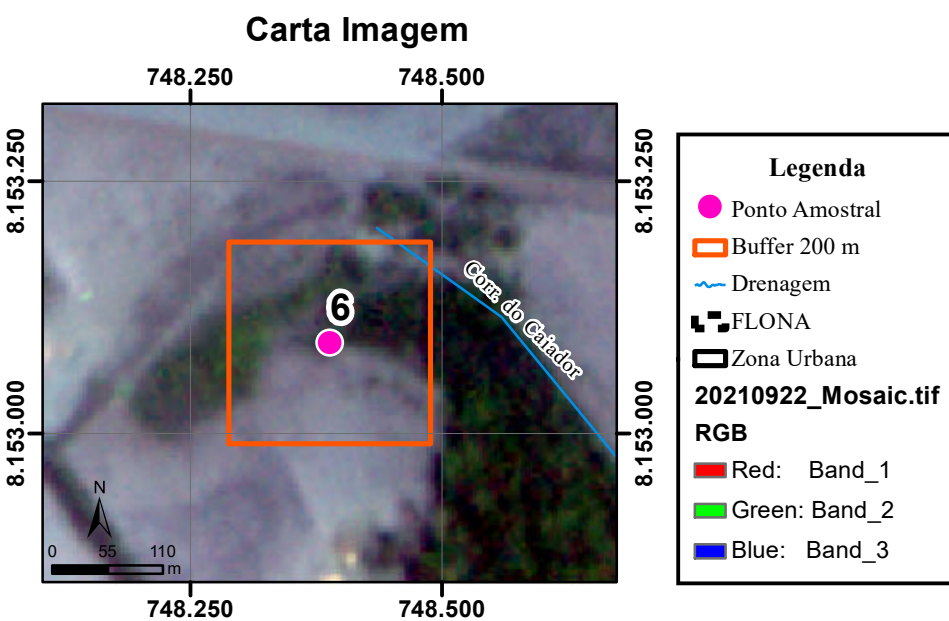 Carta Imagem
748.250 748.500
8.153.250 8.153.250
6
Corr. do Caiador
8.153.000 8.153.000
N
0 55 110
m
748.250 748.500
Legenda
Ponto Amostral
Buffer 200 m
Drenagem
FLONA
Zona Urbana
20210922_Mosaic.tif
RGB
Red: Band_1
Green: Band_2
Blue: Band_3